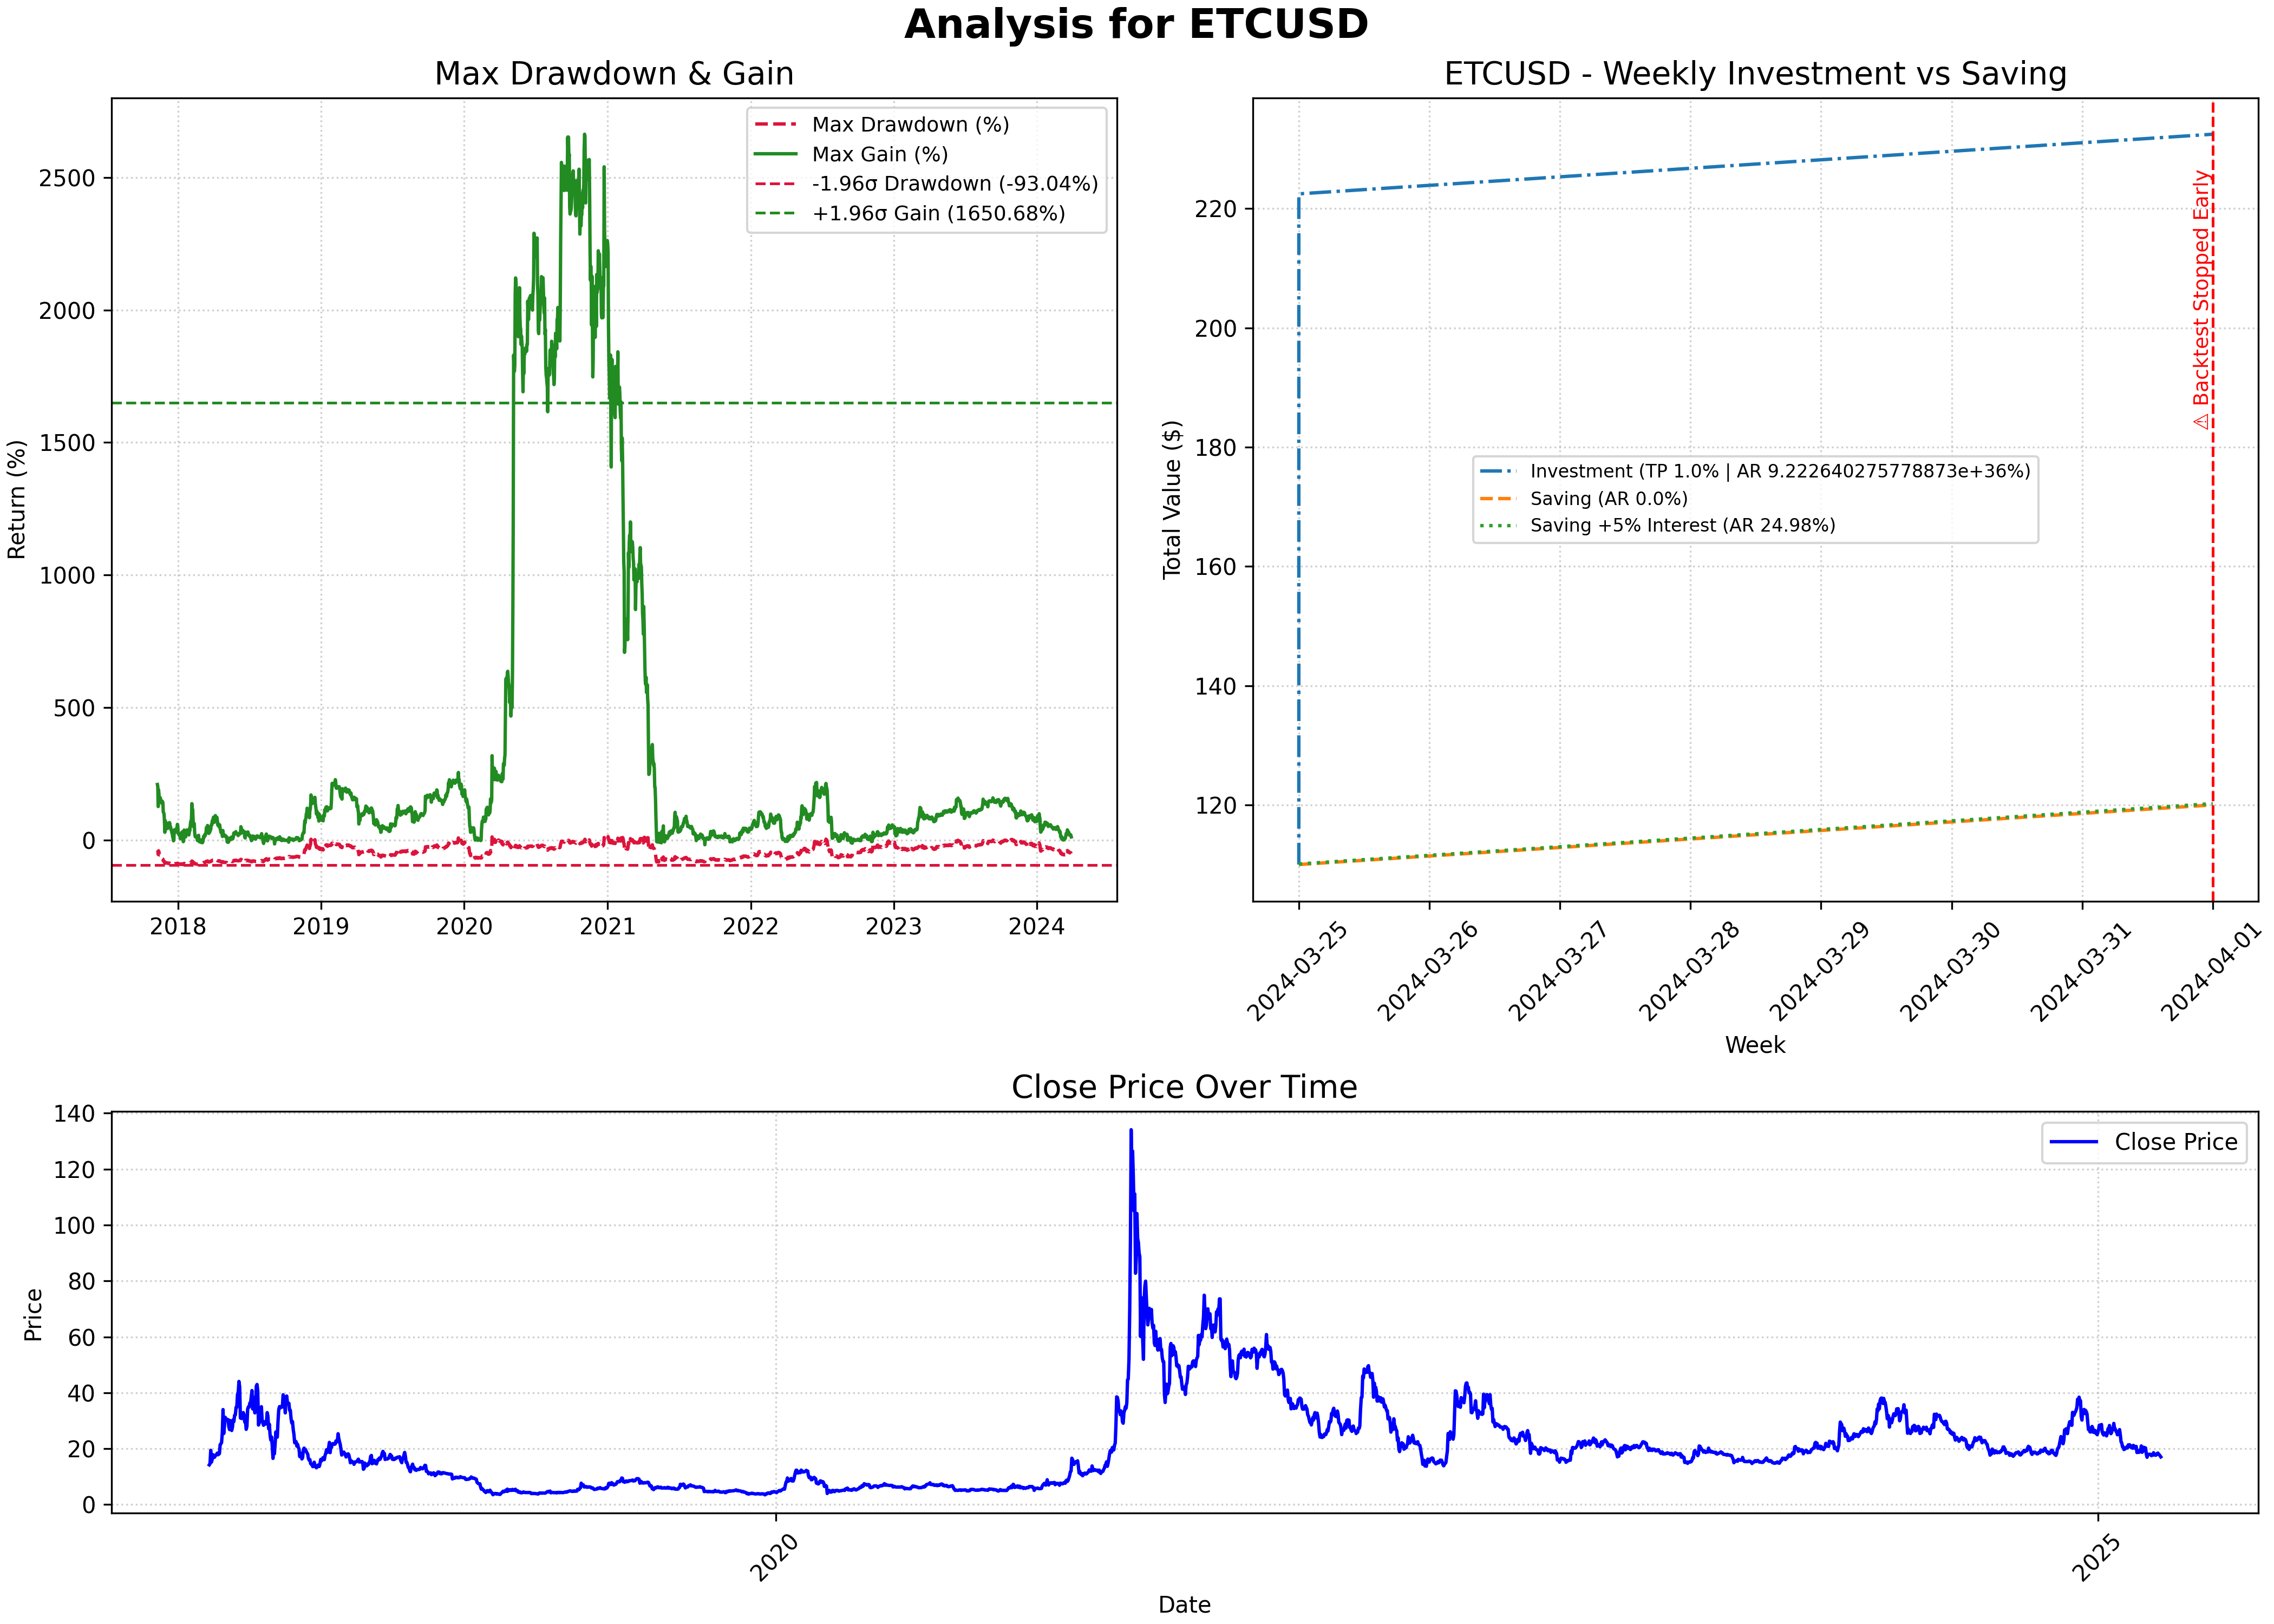 Analysis for ETCUSD
Max Drawdown & Gain
Return (%)
2500
2000
1500
1000
500
0
2018
2019
2020
2021
2022
2023
2024
Max Drawdown (%)
Max Gain (%)
-1.96σ Drawdown (-93.04%)
+1.96σ Gain (1650.68%)
ETCUSD - Weekly Investment vs Saving
Total Value ($)
220
200
180
160
140
120
⚠ Backtest Stopped Early
Investment (TP 1.0% | AR 9.222640275778873e+36%)
Saving (AR 0.0%)
Saving +5% Interest (AR 24.98%)
2024-03-25
2024-03-26
2024-03-27
2024-03-28
2024-03-29
2024-03-30
2024-03-31
2024-04-01
Week
Close Price Over Time
Price
140
120
100
80
60
40
20
0
Close Price
2020
2025
Date